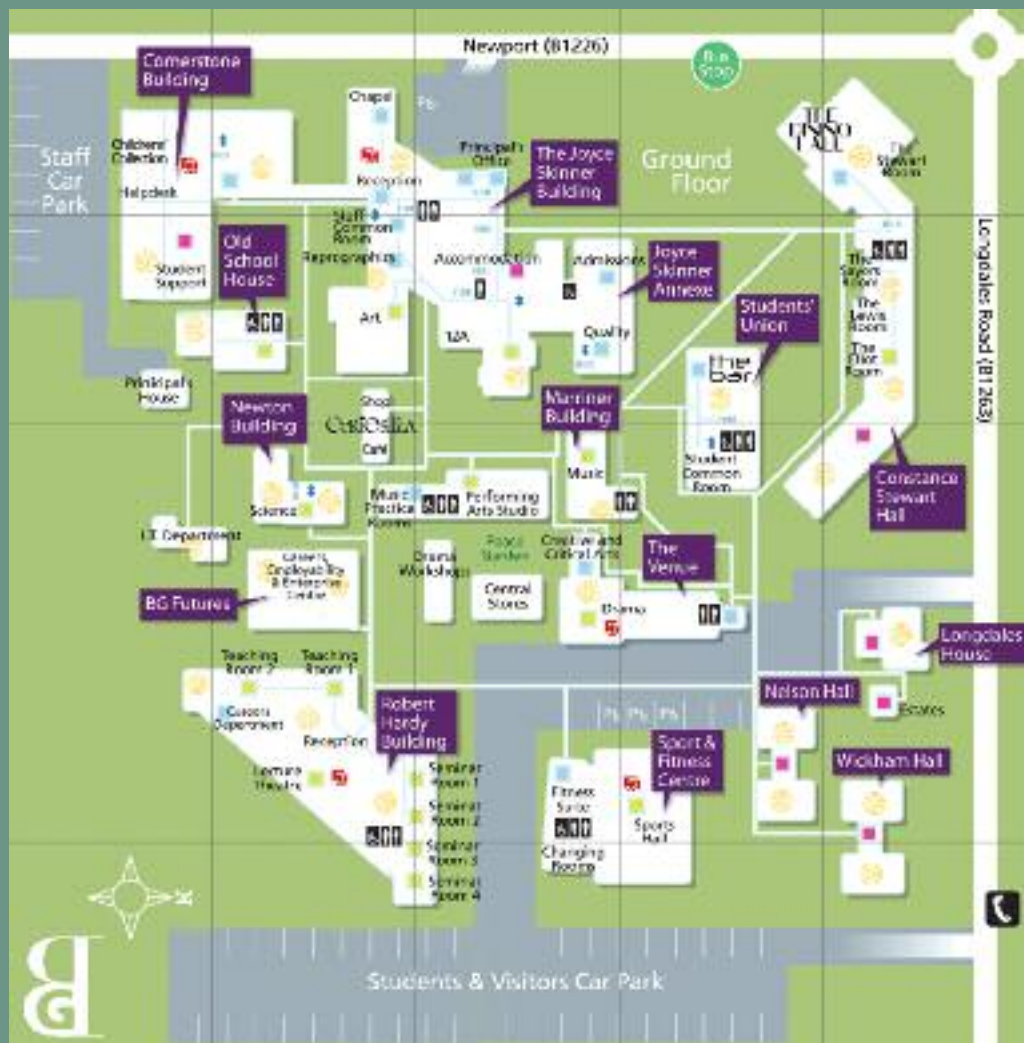 Newport (B1226)
Bus
Stop
Cornerstone
Building
Chapel
Staff
Car
Park
Children's
Collection
Helpdesk
Student
Support
Reception
Principal's
Office
The Joyce
Skinner
Building
Ground
Floor
The
Stewart
Room
Staff
Common
Room
Reprographics
Old
School
House
Accommodation
Admissions
Joyce
Skinner
Annexe
Quality
Art
12A
Students'
Union
the
bar
The
Sayers
Room
The
Lewis
Room
The
Eliot
Room
Longdales Road (B1263)
Principal's
House
Newton
Building
Shop
Café
Marriner
Building
Music
Student
Common
Room
Constance
Stewart
Hall
Science
Music
Practice
Rooms
Performing
Arts Studio
ICT Department
Careers
Employability
& Enterprise
Centre
BG Futures
Drama
Workshops
Peace
Garden
Central
Stores
Creative and
Critical Arts
Drama
The
Venue
Longdales
House
Estates
Teaching
Room 2
Teaching
Room 1
Careers
Department
Reception
Robert
Hardy
Building
Lecture
Theatre
Seminar
Room 1
Seminar
Room 2
Seminar
Room 3
Seminar
Room 4
Nelson Hall
Wickham Hall
Sport &
Fitness
Centre
Fitness
Suite
Sports
Hall
Changing
Rooms
Students & Visitors Car Park
BG